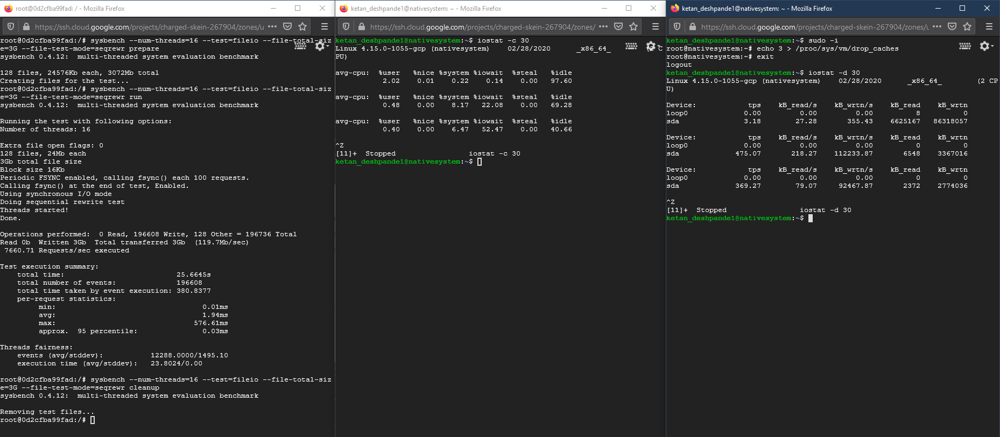 root@0d2cfba99fad: / - Mozilla Firefox
https://ssh.cloud.google.com/projects/charged-skein-267904/zones/u
root@0d2cfba99fad:/# sysbench --num-threads=16 --test=fileio --file-total-siz
e=3G --file-test-mode=seqrewr prepare
sysbench 0.4.12:  multi-threaded system evaluation benchmark
128 files, 24576Kb each, 3072Mb total
Creating files for the test...
root@0d2cfba99fad:/# sysbench --num-threads=16 --test=fileio --file-total-siz
e=3G --file-test-mode=seqrewr run
sysbench 0.4.12:  multi-threaded system evaluation benchmark
Running the test with following options:
Number of threads: 16
Extra file open flags: 0
128 files, 24Mb each
3Gb total file size
Block size 16Kb
Periodic FSYNC enabled, calling fsync() each 100 requests.
Calling fsync() at the end of test, Enabled.
Using synchronous I/O mode
Doing sequential rewrite test
Threads started!
Done.
Operations performed:  0 Read, 196608 Write, 128 Other = 196736 Total
Read 0b  Written 3Gb  Total transferred 3Gb  (119.7Mb/sec)
 7660.71 Requests/sec executed
Test execution summary:
    total time:                          25.6645s
    total number of events:              196608
    total time taken by event execution: 380.8377
    per-request statistics:
         min:                                  0.01ms
         avg:                                  1.94ms
         max:                                576.61ms
         approx.  95 percentile:               0.03ms
Threads fairness:
    events (avg/stddev):           12288.0000/1495.10
    execution time (avg/stddev):   23.8024/0.00
root@0d2cfba99fad:/# sysbench --num-threads=16 --test=fileio --file-total-siz
e=3G --file-test-mode=seqrewr cleanup
sysbench 0.4.12:  multi-threaded system evaluation benchmark
Removing test files...
root@0d2cfba99fad:/#
ketan_deshpande1@nativesystem: ~ - Mozilla Firefox
https://ssh.cloud.google.com/projects/charged-skein-267904/zones/
ketan_deshpande1@nativesystem:~$ iostat -c 30
Linux 4.15.0-1055-gcp (nativesystem)    02/28/2020      _x86_64_        (2 C
PU)
avg-cpu:  %user   %nice %system %iowait  %steal   %idle
           2.02    0.01    0.22    0.14    0.00   97.60
avg-cpu:  %user   %nice %system %iowait  %steal   %idle
           0.48    0.00    8.17   22.08    0.00   69.28
avg-cpu:  %user   %nice %system %iowait  %steal   %idle
           0.40    0.00    6.47   52.47    0.00   40.66
^Z
[11]+  Stopped                 iostat -c 30
ketan_deshpande1@nativesystem:~$
ketan_deshpande1@nativesystem: ~ - Mozilla Firefox
https://ssh.cloud.google.com/projects/charged-skein-267904/zones/u
ketan_deshpande1@nativesystem:~$ sudo -i
root@nativesystem:~# echo 3 > /proc/sys/vm/drop_caches
root@nativesystem:~# exit
logout
ketan_deshpande1@nativesystem:~$ iostat -d 30
Linux 4.15.0-1055-gcp (nativesystem)    02/28/2020      _x86_64_        (2 CP
U)
Device:            tps    kB_read/s    kB_wrtn/s    kB_read    kB_wrtn
loop0             0.00         0.00         0.00          8          0
sda               3.18        27.28       355.43    6625167   86318057
Device:            tps    kB_read/s    kB_wrtn/s    kB_read    kB_wrtn
loop0             0.00         0.00         0.00          0          0
sda             475.07       218.27    112233.87       6548    3367016
Device:            tps    kB_read/s    kB_wrtn/s    kB_read    kB_wrtn
loop0             0.00         0.00         0.00          0          0
sda             369.27        79.07     92467.87       2372    2774036
^Z
[11]+  Stopped                 iostat -d 30
ketan_deshpande1@nativesystem:~$